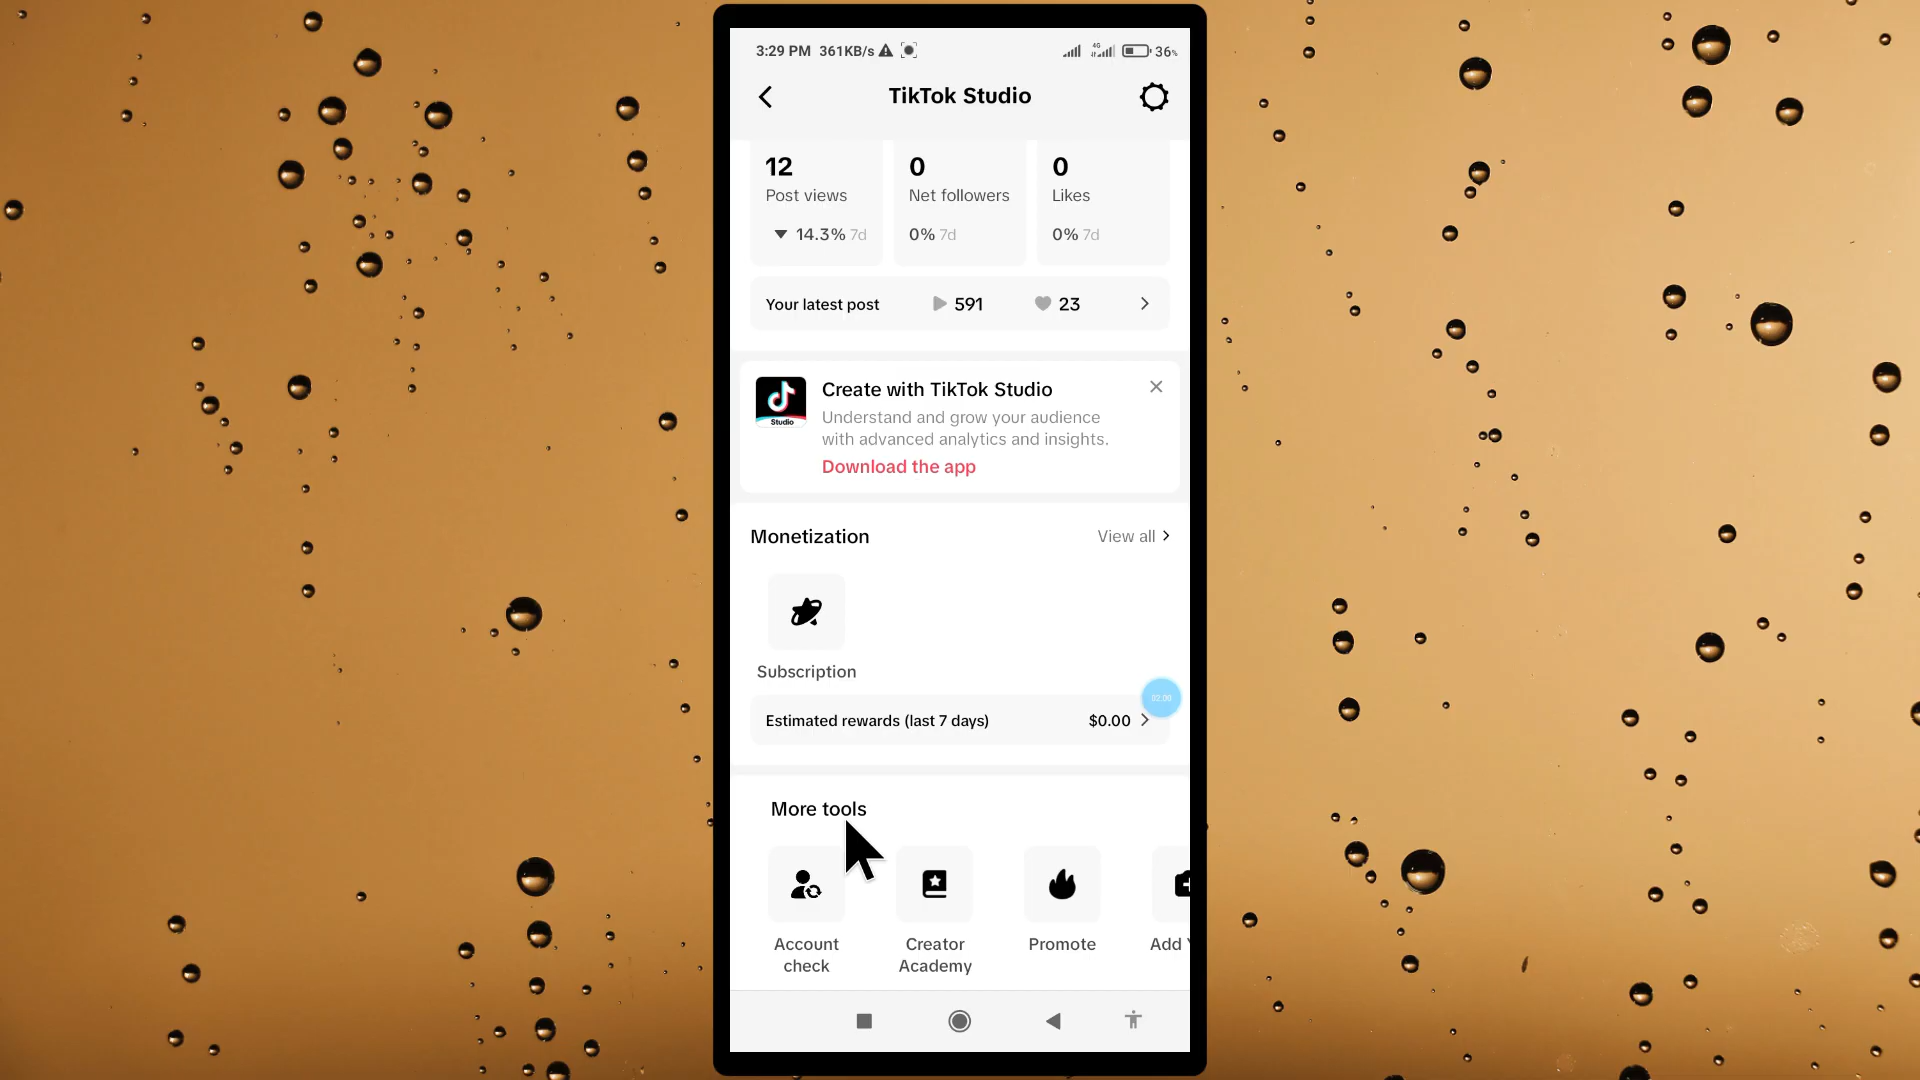 3:29 PM 361KB/s 4G 36%
TikTok Studio
12 0 0
Post views Net followers Likes
14.3% 7d 0% 7d 0% 7d
Your latest post 591 23
Create with TikTok Studio
Understand and grow your audience
with advanced analytics and insights.
Download the app
Studio
Monetization View all
Subscription
02:00
Estimated rewards (last 7 days) $0.00
More tools
Account Creator Promote Add
check Academy